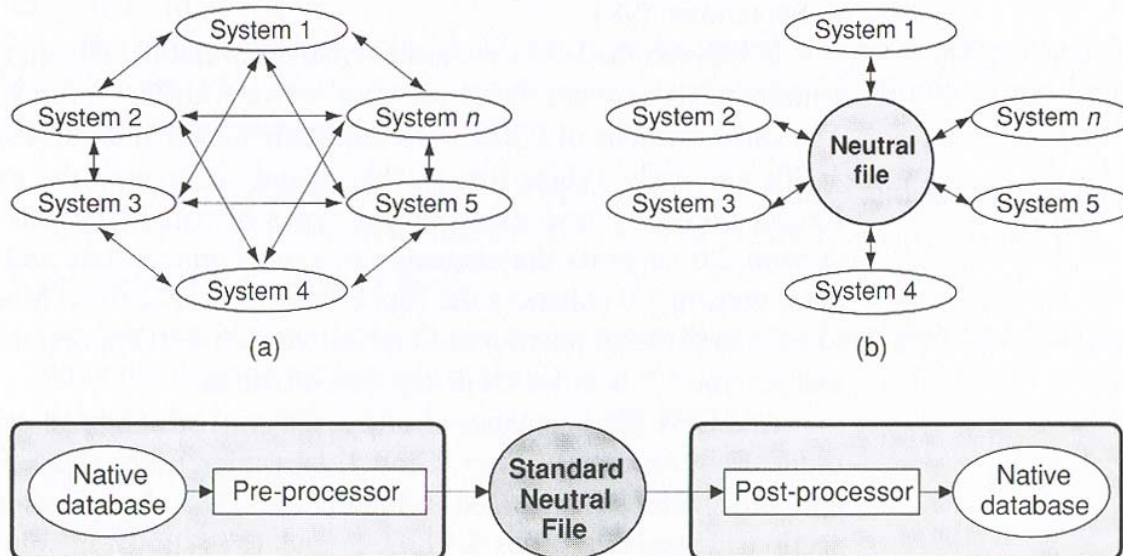 System 1
System 2
System n
System 3
System 5
System 4
(a)
System 1
System 2
System n
Neutral
file
System 3
System 5
System 4
(b)
Native
database
Pre-processor
Standard
Neutral
File
Post-processor
Native
database